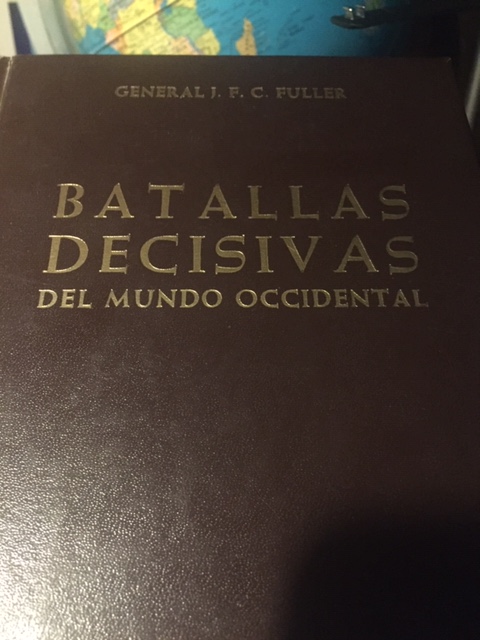 GENERAL J. F. C. FULLER
BATALLAS
DECISIVAS
DEL MUNDO OCCIDENTAL